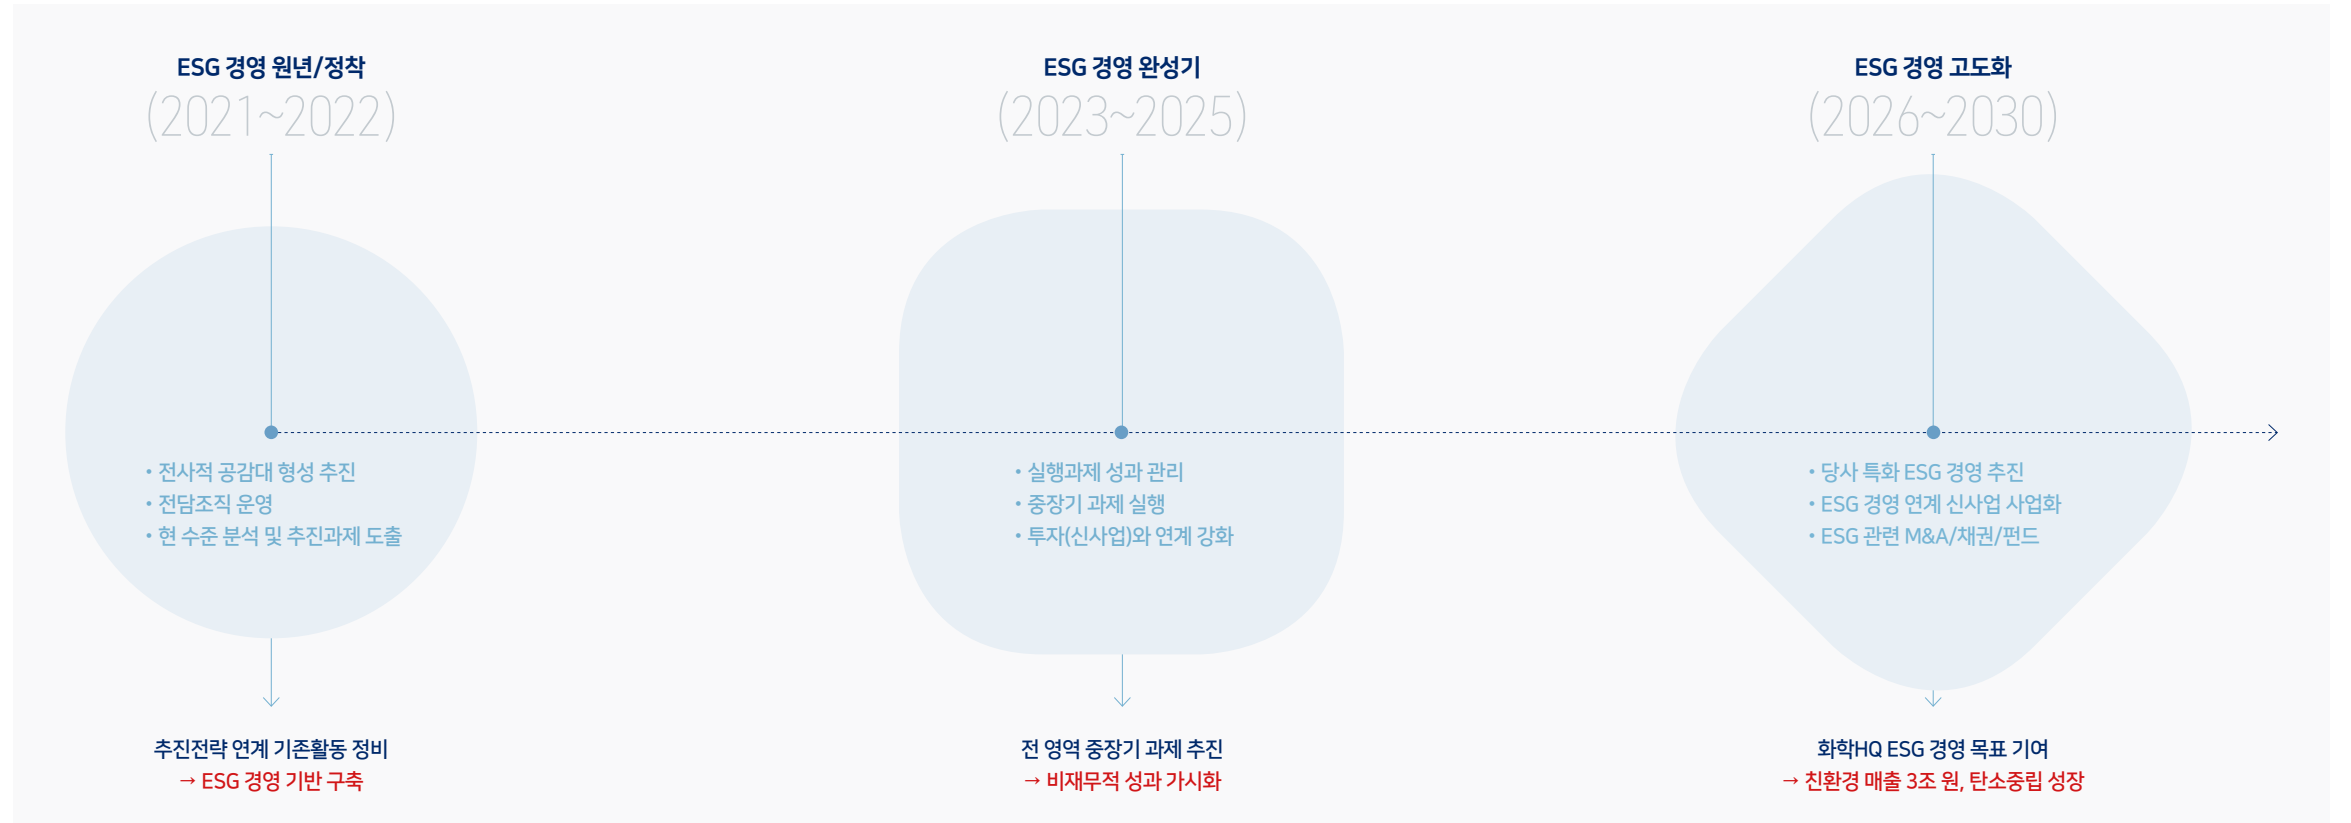 ESG 경영 원년/정착
(2021~2022)
• 전사적 공감대 형성 추진
• 전담조직 운영
• 현 수준 분석 및 추진과제 도출
추진전략 연계 기존활동 정비
→ ESG 경영 기반 구축
ESG 경영 완성기
(2023~2025)
• 실행과제 성과 관리
• 중장기 과제 실행
• 투자(신사업)와 연계 강화
전 영역 중장기 과제 추진
→ 비재무적 성과 가시화
ESG 경영 고도화
(2026~2030)
• 당사 특화 ESG 경영 추진
• ESG 경영 연계 신사업 사업화
• ESG 관련 M&A/채권/펀드
화학HQ ESG 경영 목표 기여
→ 친환경 매출 3조 원, 탄소중립 성장